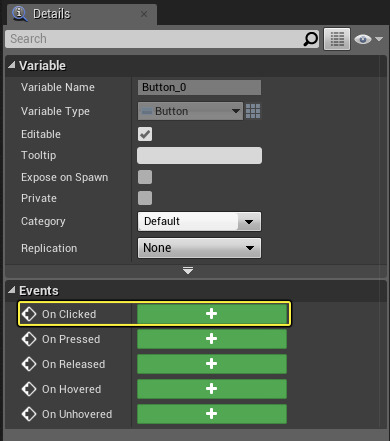 Details
Search
Variable
Variable Name Button_0
Variable Type Button
Editable
Tooltip
Expose on Spawn
Private
Category Default
Replication None
Events
On Clicked
On Pressed
On Released
On Hovered
On Unhovered